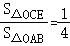 S△OCE/S△OAB = 1/4